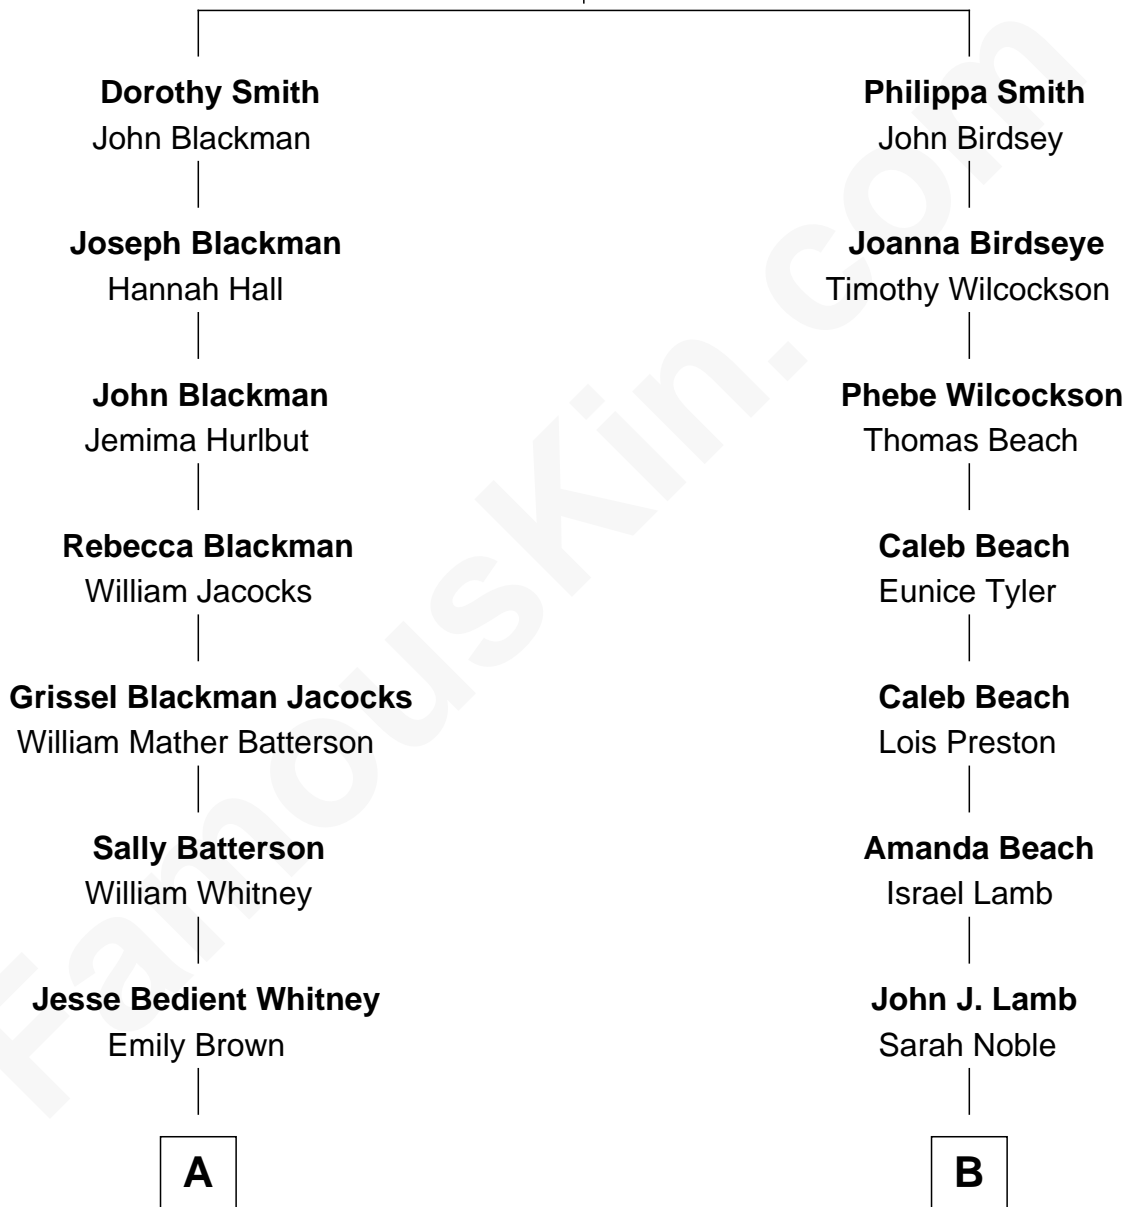 Dorothy Smith
John Blackman
Joseph Blackman
Hannah Hall
John Blackman
Jemima Hurlbut
Rebecca Blackman
William Jacocks
Grissel Blackman Jacocks
William Mather Batterson
Sally Batterson
William Whitney
Jesse Bedient Whitney
Emily Brown
A
Philippa Smith
John Birdsey
Joanna Birdseye
Timothy Wilcockson
Phebe Wilcockson
Thomas Beach
Caleb Beach
Eunice Tyler
Caleb Beach
Lois Preston
Amanda Beach
Israel Lamb
John J. Lamb
Sarah Noble
B
FamousKin.com